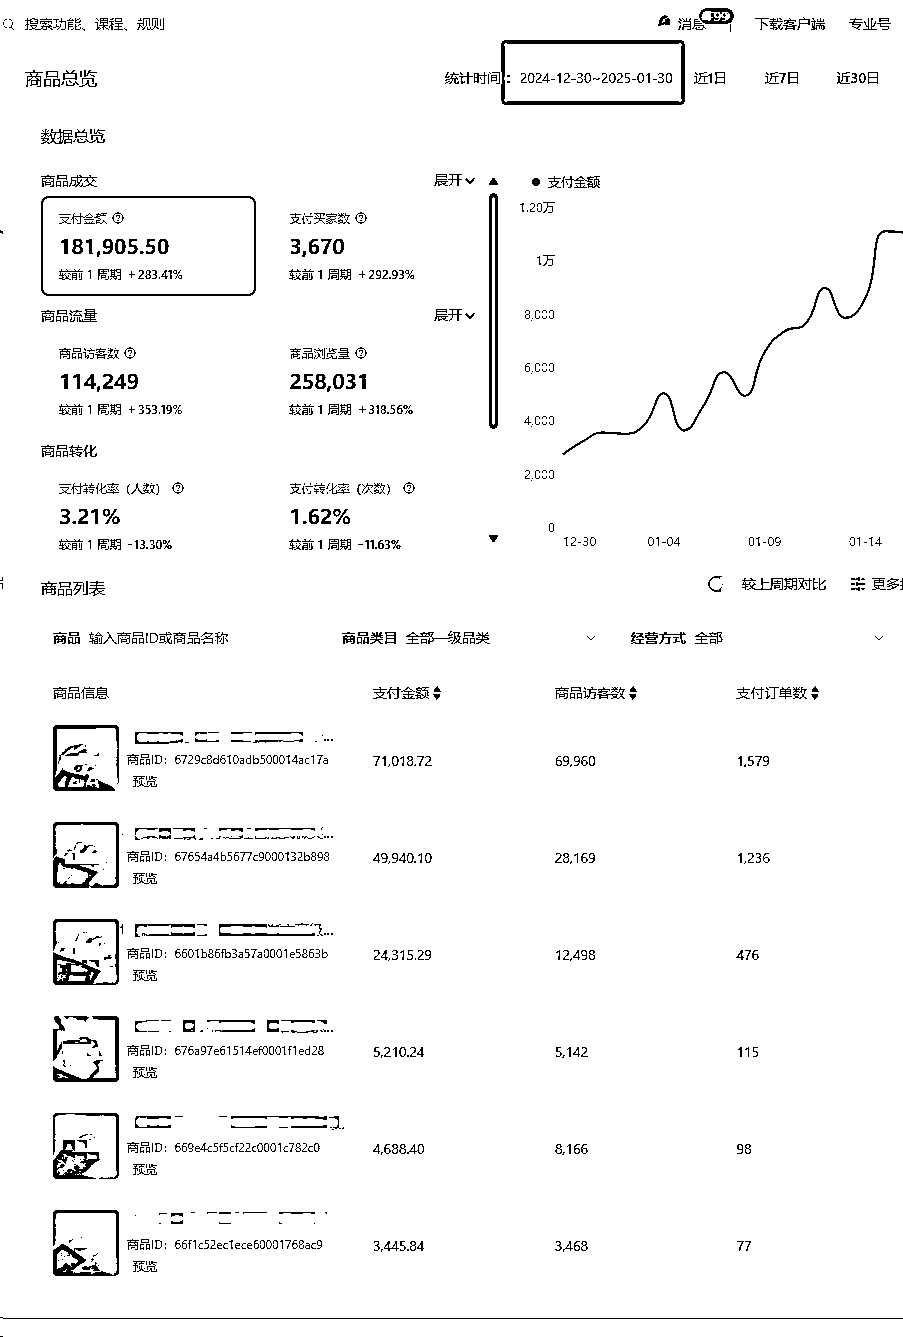 搜索功能、课程、规则
消息 99 下载客户端 专业号
商品总览
统计时间: 2024-12-30~2025-01-30 近1日 近7日 近30日
数据总览
商品成交 展开
支付金额 支付买家数
181,905.50 3,670
较前 1 周期 +283.41% 较前 1 周期 +292.93%
商品流量 展开
商品访客数 商品浏览量
114,249 258,031
较前 1 周期 +353.19% 较前 1 周期 +318.56%
商品转化
支付转化率 (人数) 支付转化率 (次数)
3.21% 1.62%
较前 1 周期 -13.30% 较前 1 周期 -11.63%
支付金额
1.20万
1万
8,000
6,000
4,000
2,000
0
12-30 01-04 01-09 01-14
商品列表 较上周期对比 更多
商品 输入商品ID或商品名称 商品类目 全部一级品类 经营方式 全部
商品信息 支付金额 商品访客数 支付订单数
商品ID: 6729c8d610adb500014ac17a 71,018.72 69,960 1,579
预览
商品ID: 67654a4b5677c9000132b898 49,940.10 28,169 1,236
预览
商品ID: 6601b86fb3a57a0001e5863b 24,315.29 12,498 476
预览
商品ID: 676a97e61514ef0001f1ed28 5,210.24 5,142 115
预览
商品ID: 669e4c5f5cf22c0001c782c0 4,688.40 8,166 98
预览
商品ID: 66f1c52ec1ece60001768ac9 3,445.84 3,468 77
预览